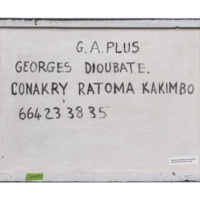 G.A.PLUS
GEORGES DIOUBATE.
CONAKRY RATOMA KAKIMBO
664 23 38 35